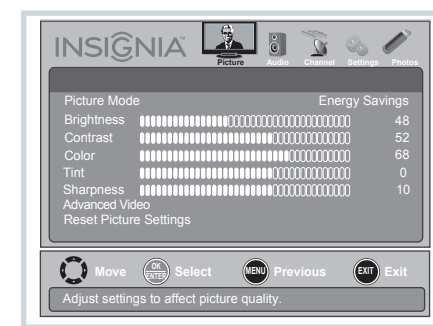 INSIGNIA
Picture Audio Channel Settings Photos
Picture Mode Energy Savings
Brightness 48
Contrast 52
Color 68
Tint 0
Sharpness 10
Advanced Video
Reset Picture Settings
Move OK ENTER Select MENU Previous EXIT Exit
Adjust settings to affect picture quality.